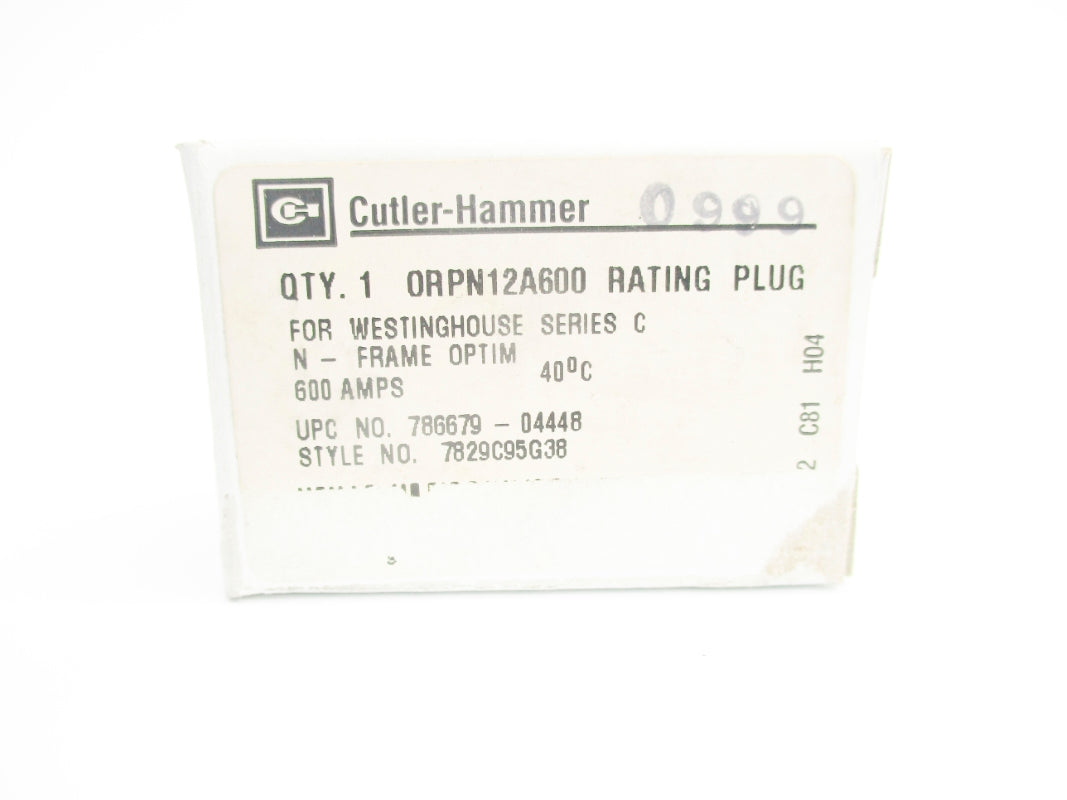 Cutler-Hammer 0999
QTY. 1 ORPN12A600 RATING PLUG
FOR WESTINGHOUSE SERIES C
N - FRAME OPTIM
600 AMPS 40ºC
UPC NO. 786679 - 04448
STYLE NO. 7829C95G38
2 C81 H04